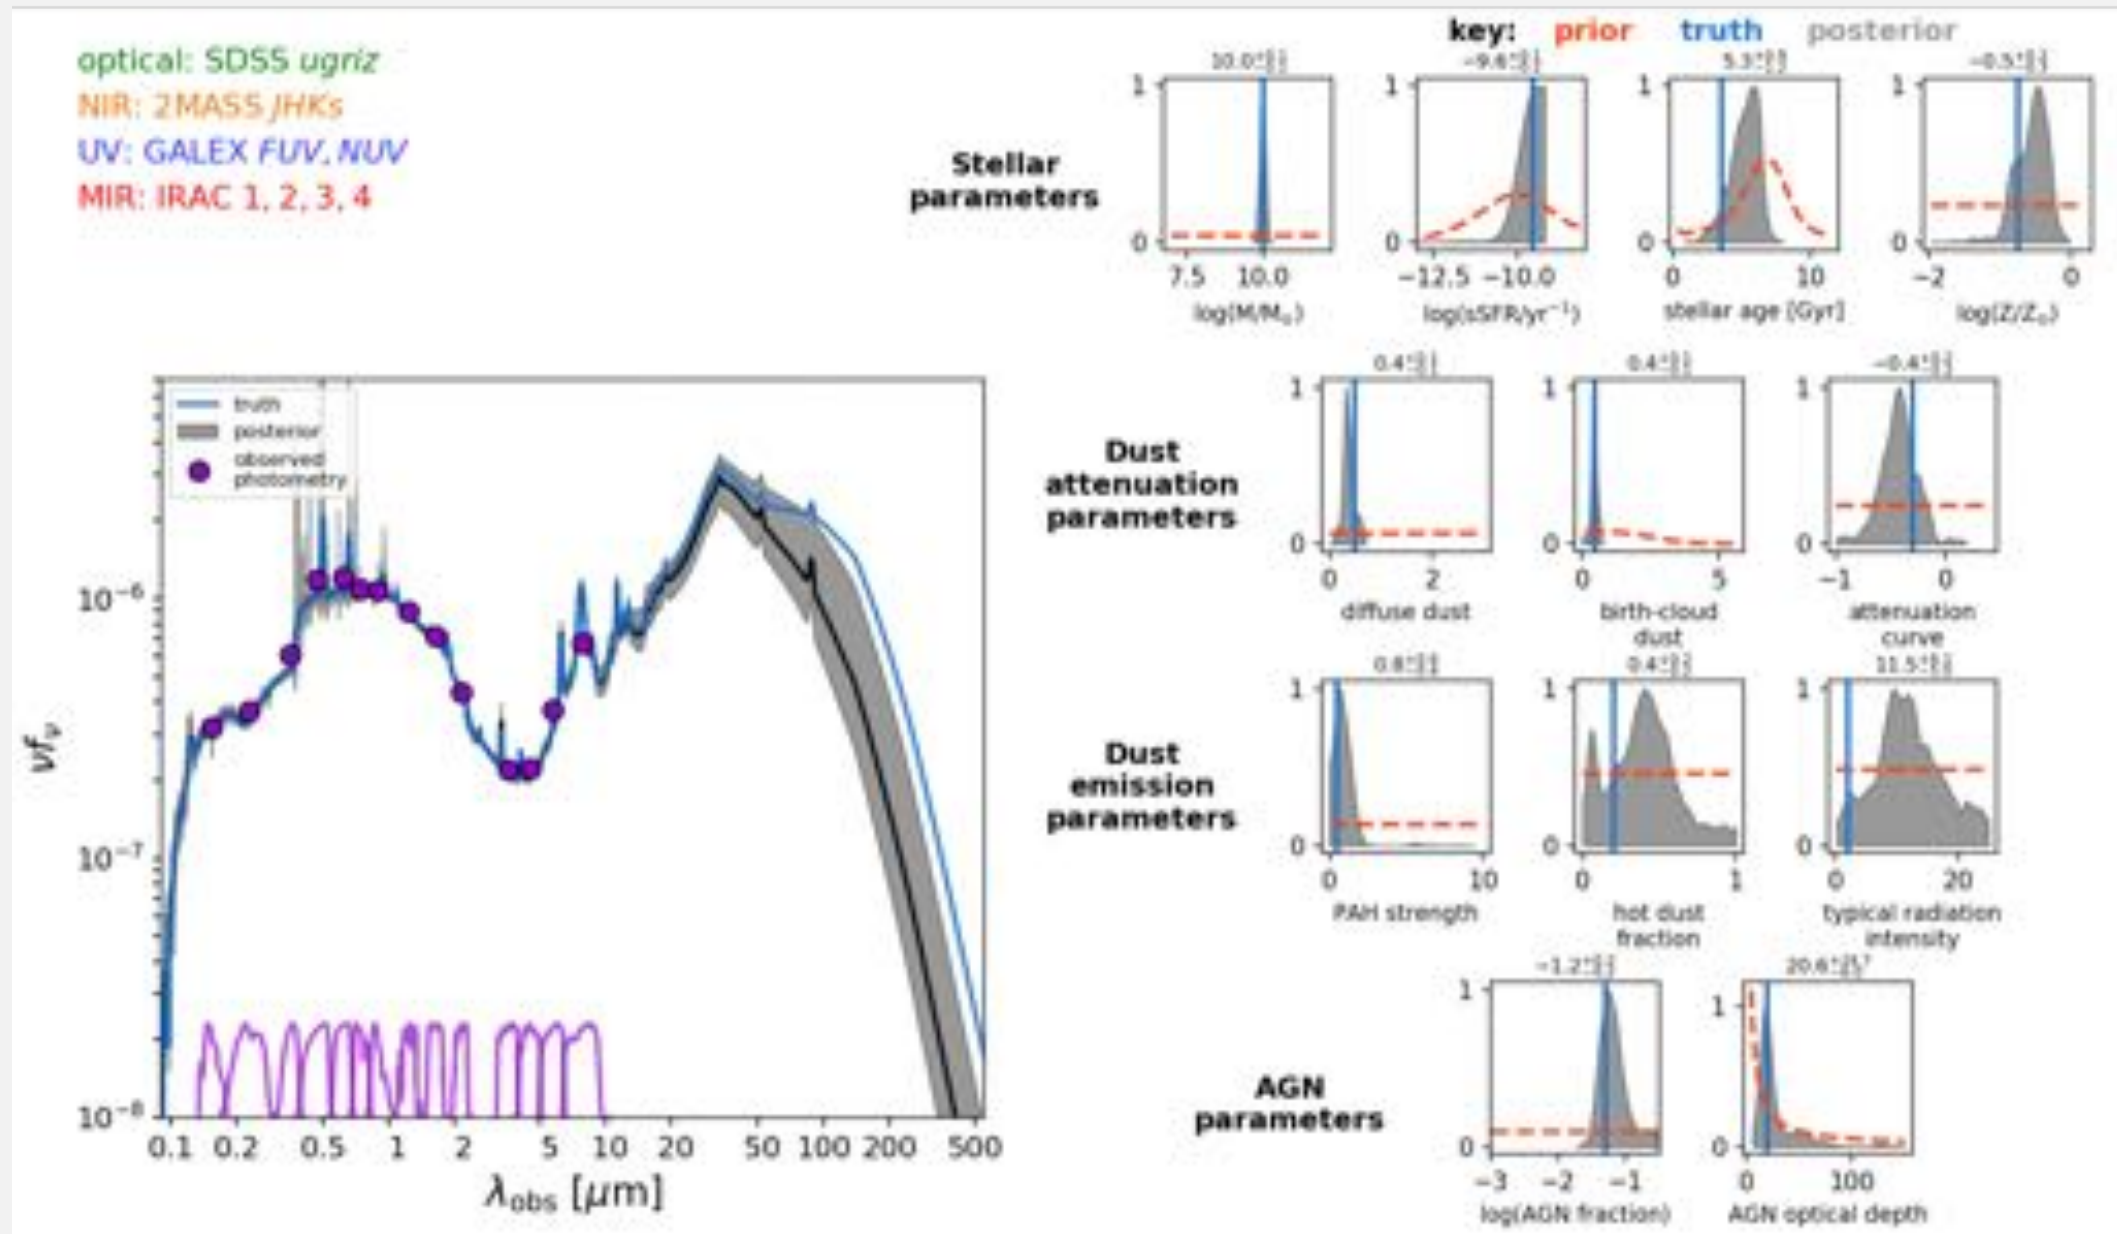 optical: SDSS ugriz
NIR: 2MASS JHKs
UV: GALEX FUV, NUV
MIR: IRAC 1, 2, 3, 4
key: prior truth posterior
Stellar
parameters
1 0
7.5 10.0
log(M/M☉)
1 0
−12.5 −10.0
log(sSFR/yr⁻¹)
1 0
0 10
stellar age [Gyr]
1 0
−2 0
log(Z/Z☉)
Dust
attenuation
parameters
1 0
0 2
diffuse dust
1 0
0 5
birth-cloud
dust
1 0
−1 0
attenuation
curve
Dust
emission
parameters
1 0
0 10
PAH strength
1 0
0 1
hot dust
fraction
1 0
0 20
typical radiation
intensity
AGN
parameters
1 0
−3 −2 −1
log(AGN fraction)
1 0
0 100
AGN optical depth
truth
posterior
observed
photometry
νfν
10⁻⁶
10⁻⁷
10⁻⁸
0.1 0.2 0.5 1 2 5 10 20 50 100 200 500
λobs [μm]